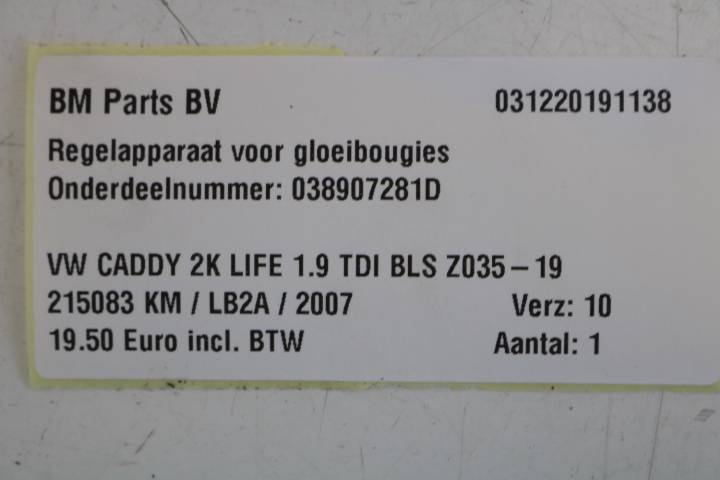 BM Parts BV 031220191138
Regelapparaat voor gloeibougies
Onderdeelnummer: 038907281D
VW CADDY 2K LIFE 1.9 TDI BLS Z035-19
215083 KM / LB2A / 2007 Verz: 10
19.50 Euro incl. BTW Aantal: 1